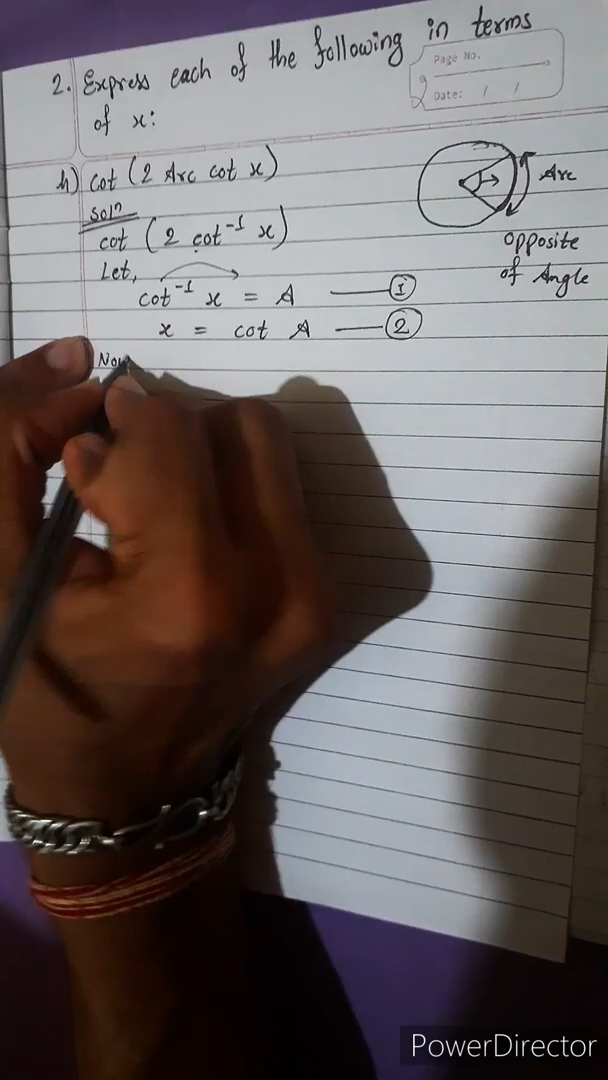 2. Express each of the following in terms
of x:
Page No.
Date: / /
h) cot (2 Arc cot x)
Soln
cot (2 cot⁻¹ x)
Let,
cot⁻¹ x = A ——— ①
x = cot A —— ②
Now
Arc
opposite
of Angle
PowerDirector